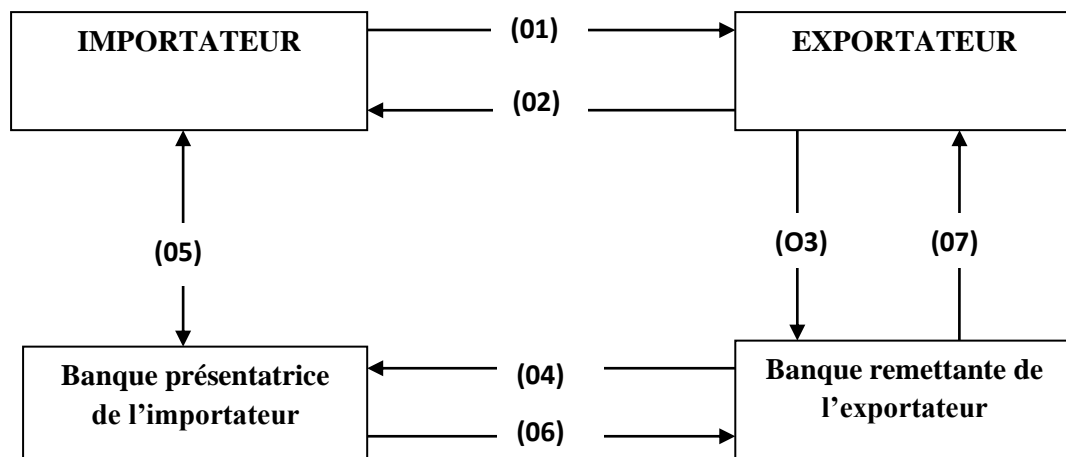 IMPORTATEUR
(01)
EXPORTATEUR
(02)
(05)
(O3)
(07)
Banque présentatrice
de l’importateur
(04)
Banque remettante de
l’exportateur
(06)